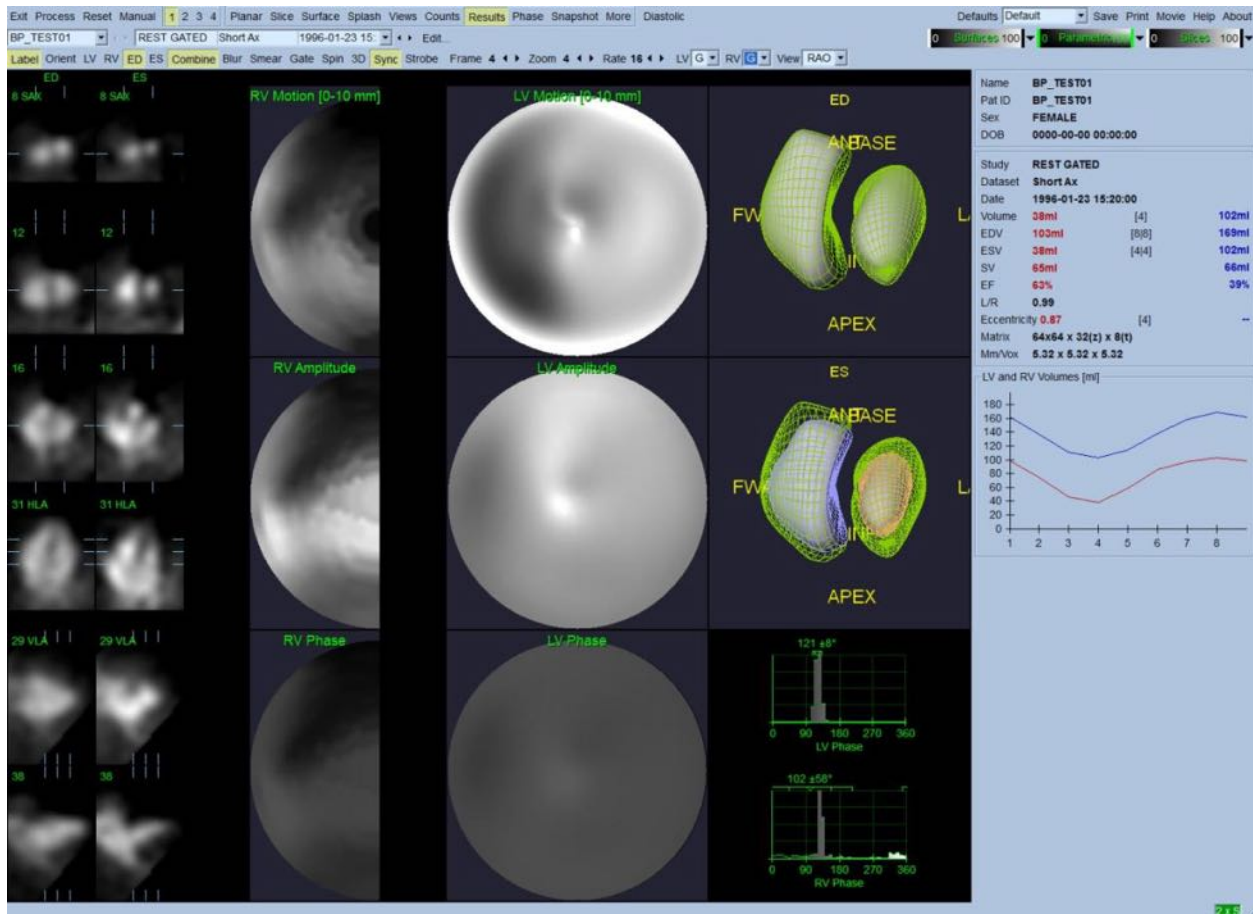 Exit Process Reset Manual 1 2 3 4 Planar Slice Surface Splash Views Counts Results Phase Snapshot More Diastolic Defaults Default Save Print Movie Help About
BP_TEST01 REST GATED Short Ax 1996-01-23 15: Edit... 0 Surfaces 100 0 Parametric 0 Slices 100
Label Orient LV RV ED ES Combine Blur Smear Gate Spin 3D Sync Strobe Frame 4 Zoom 4 Rate 16 LV G RV G View RAO
ED ES
8 SAX 8 SAX
12 12
16 16
31 HLA 31 HLA
29 VLA 29 VLA
38 38
RV Motion [0-10 mm] LV Motion [0-10 mm]
RV Amplitude LV Amplitude
RV Phase LV Phase
ED
ANT BASE
FW
APEX
ES
ANT BASE
FW
INF
APEX
121 ±8°
0 90 180 270 360
LV Phase
102 ±58°
0 90 180 270 360
RV Phase
Name BP_TEST01
Pat ID BP_TEST01
Sex FEMALE
DOB 0000-00-00 00:00:00
Study REST GATED
Dataset Short Ax
Date 1996-01-23 15:20:00
Volume 38ml [4] 102ml
EDV 103ml [8|8] 169ml
ESV 38ml [4|4] 102ml
SV 65ml 66ml
EF 63% 39%
L/R 0.99
Eccentricity 0.87 [4] --
Matrix 64x64 x 32(z) x 8(t)
Mm/Vox 5.32 x 5.32 x 5.32
LV and RV Volumes [ml]
180
160
140
120
100
80
60
40
20
0
1 2 3 4 5 6 7 8
2 x 5